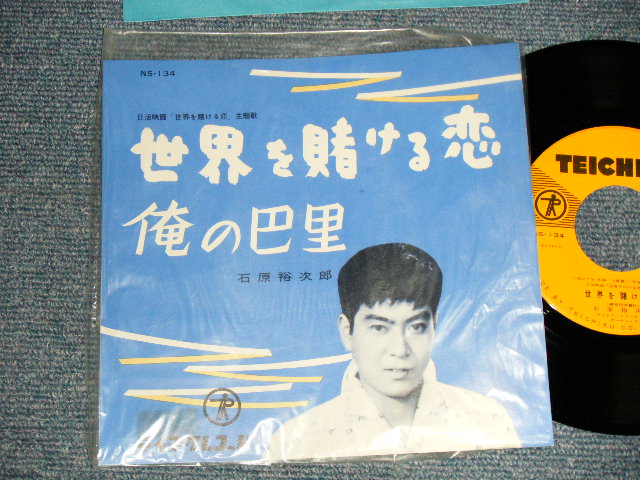 NS-134
日活映画「世界を賭ける恋」主題歌
世界を賭ける恋
俺の巴里
石原裕次郎
TEICHI
NS-134
世界を賭け